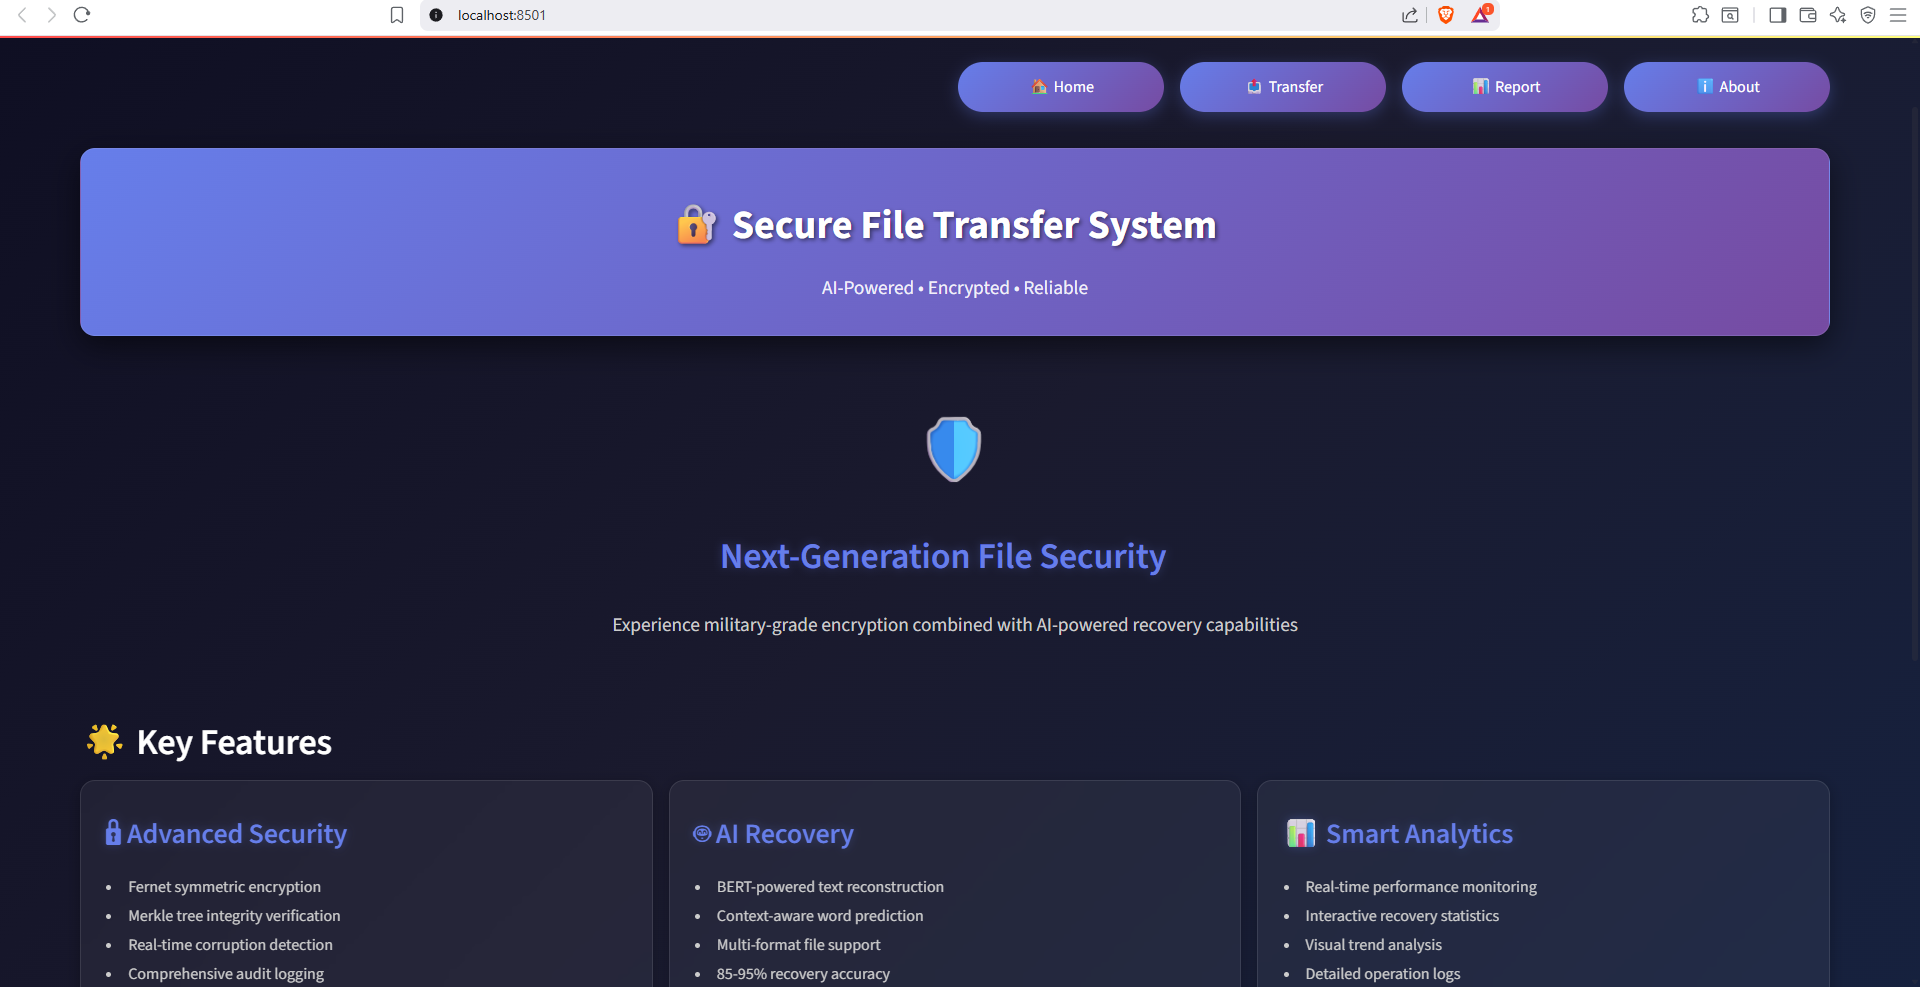 localhost:8501
1
Home
Transfer
Report
About
Secure File Transfer System
AI-Powered • Encrypted • Reliable
Next-Generation File Security
Experience military-grade encryption combined with AI-powered recovery capabilities
Key Features
Advanced Security
• Fernet symmetric encryption
• Merkle tree integrity verification
• Real-time corruption detection
• Comprehensive audit logging
AI Recovery
• BERT-powered text reconstruction
• Context-aware word prediction
• Multi-format file support
• 85-95% recovery accuracy
Smart Analytics
• Real-time performance monitoring
• Interactive recovery statistics
• Visual trend analysis
• Detailed operation logs